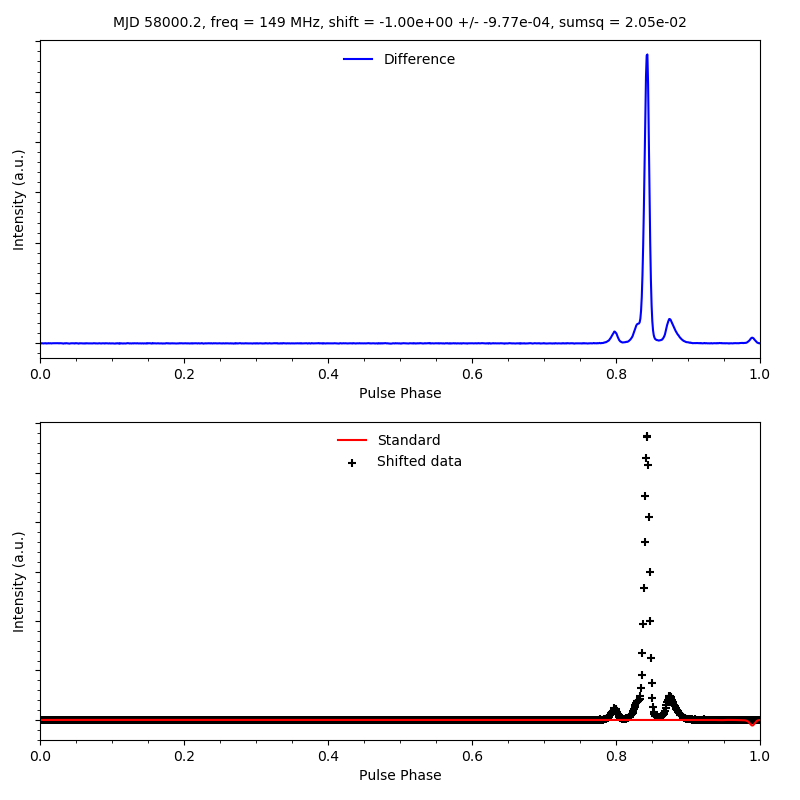 MJD 58000.2, freq = 149 MHz, shift = -1.00e+00 +/- -9.77e-04, sumsq = 2.05e-02
Difference
Intensity (a.u.)
0.0 0.2 0.4 0.6 0.8 1.0
Pulse Phase
Standard
Shifted data
Intensity (a.u.)
0.0 0.2 0.4 0.6 0.8 1.0
Pulse Phase